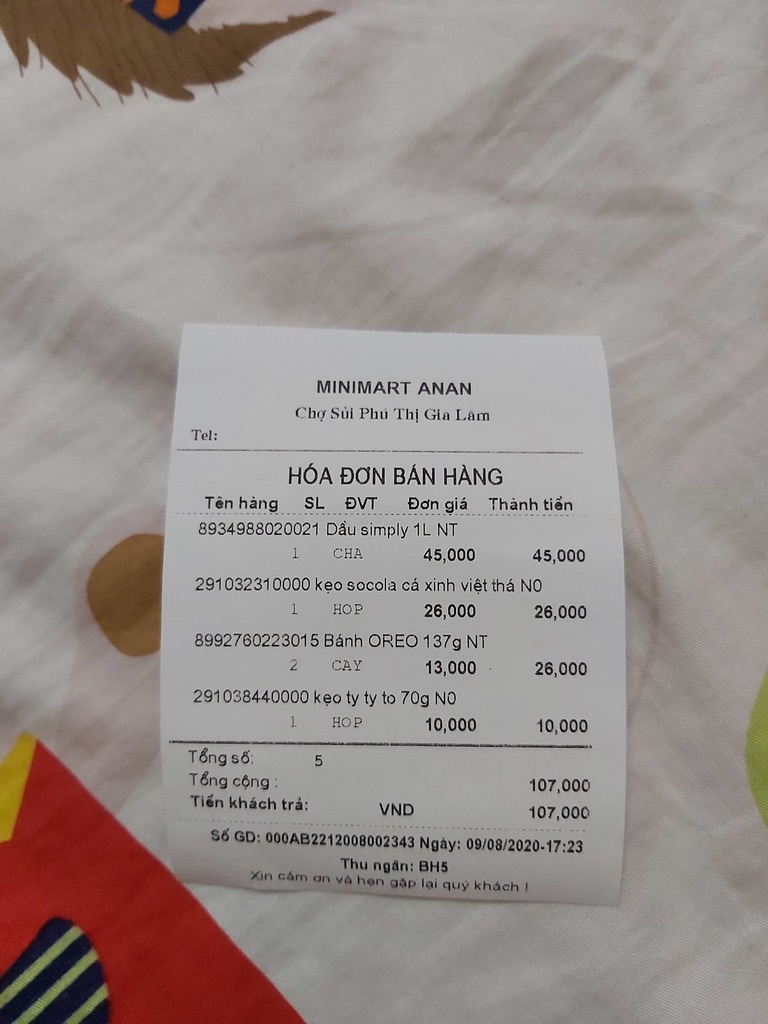 MINIMART ANAN
Chợ Sủi Phú Thị Gia Lâm
Tel:
HÓA ĐƠN BÁN HÀNG
Tên hàng SL ĐVT Đơn giá Thành tiền
8934988020021 Dầu simply 1L NT
1 CHA 45,000 45,000
291032310000 kẹo socola cá xinh việt thá N0
1 HOP 26,000 26,000
8992760223015 Bánh OREO 137g NT
2 CAY 13,000 26,000
291038440000 kẹo ty ty to 70g N0
1 HOP 10,000 10,000
Tổng số: 5
Tổng cộng : 107,000
Tiền khách trả: VND 107,000
Số GD: 000AB2212008002343 Ngày: 09/08/2020-17:23
Thu ngân: BH5
Xin cảm ơn và hẹn gặp lại quý khách !